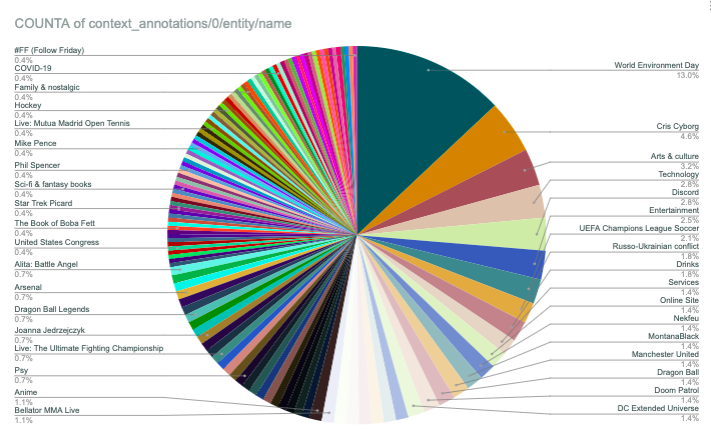 COUNTA of context_annotations/0/entity/name
#FF (Follow Friday)
0.4%
COVID-19
0.4%
Family & nostalgic
0.4%
Hockey
0.4%
Live: Mutua Madrid Open Tennis
0.4%
Mike Pence
0.4%
Phil Spencer
0.4%
Sci-fi & fantasy books
0.4%
Star Trek Picard
0.4%
The Book of Boba Fett
0.4%
United States Congress
0.4%
Alita: Battle Angel
0.7%
Arsenal
0.7%
Dragon Ball Legends
0.7%
Joanna Jedrzejczyk
0.7%
Live: The Ultimate Fighting Championship
0.7%
Psy
0.7%
Anime
1.1%
Bellator MMA Live
1.1%
World Environment Day
13.0%
Cris Cyborg
4.6%
Arts & culture
3.2%
Technology
2.8%
Discord
2.8%
Entertainment
2.5%
UEFA Champions League Soccer
2.1%
Russo-Ukrainian conflict
1.8%
Drinks
1.8%
Services
1.4%
Online Site
1.4%
Nekfeu
1.4%
MontanaBlack
1.4%
Manchester United
1.4%
Dragon Ball
1.4%
Doom Patrol
1.4%
DC Extended Universe
1.4%